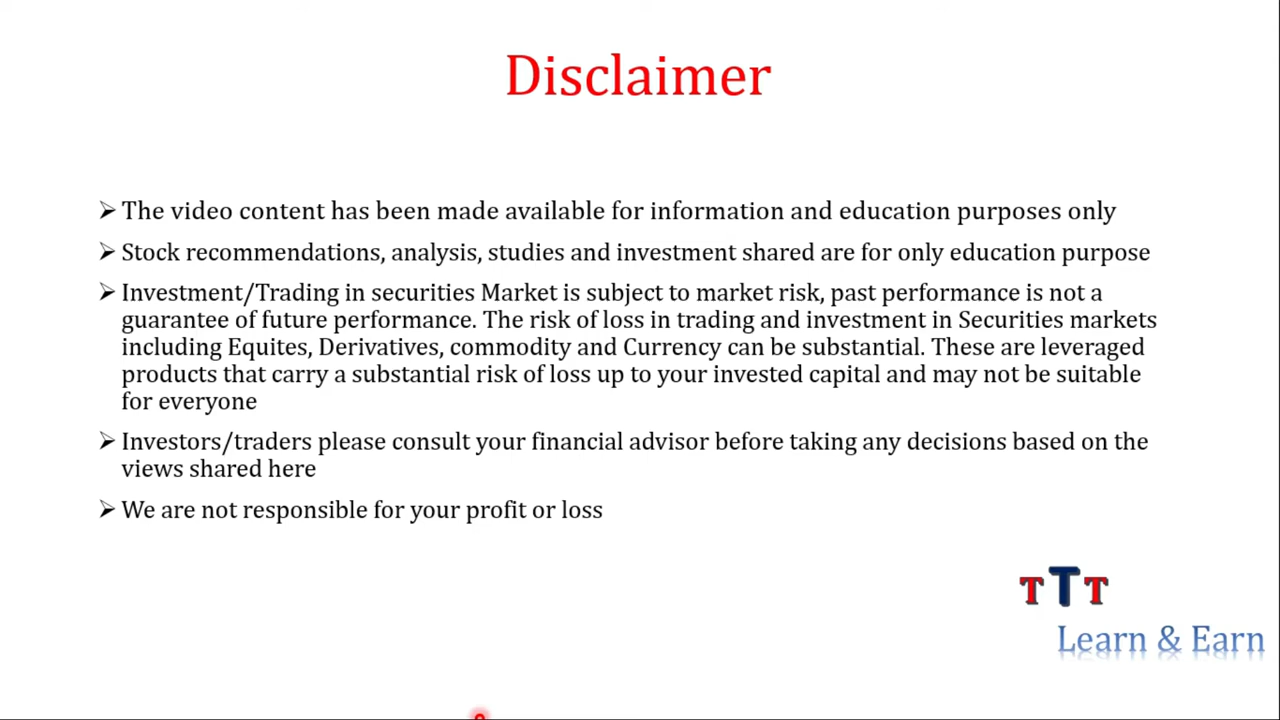 Disclaimer
➢ The video content has been made available for information and education purposes only
➢ Stock recommendations, analysis, studies and investment shared are for only education purpose
➢ Investment/Trading in securities Market is subject to market risk, past performance is not a
guarantee of future performance. The risk of loss in trading and investment in Securities markets
including Equites, Derivatives, commodity and Currency can be substantial. These are leveraged
products that carry a substantial risk of loss up to your invested capital and may not be suitable
for everyone
➢ Investors/traders please consult your financial advisor before taking any decisions based on the
views shared here
➢ We are not responsible for your profit or loss
TTT
Learn & Earn